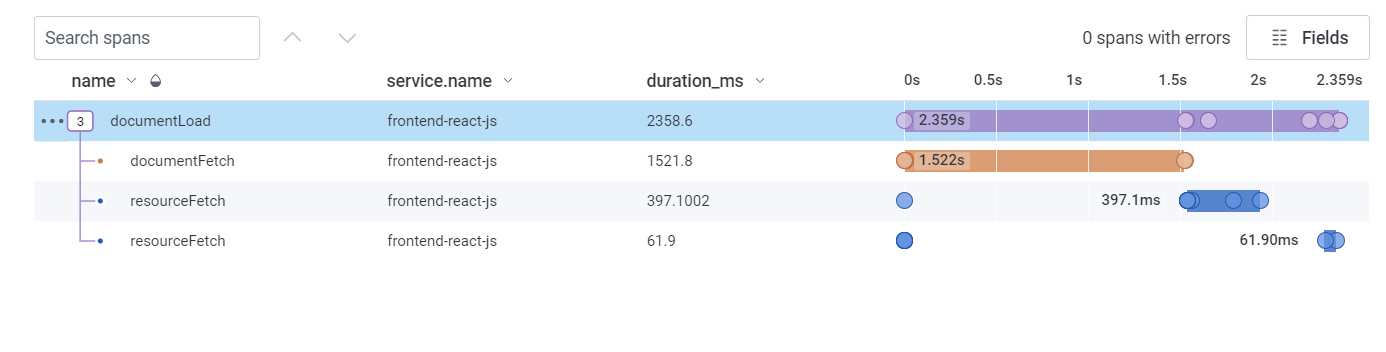 Search spans 0 spans with errors Fields
name service.name duration_ms 0s 0.5s 1s 1.5s 2s 2.359s
3 documentLoad frontend-react-js 2358.6 2.359s
documentFetch frontend-react-js 1521.8 1.522s
resourceFetch frontend-react-js 397.1002 397.1ms
resourceFetch frontend-react-js 61.9 61.90ms